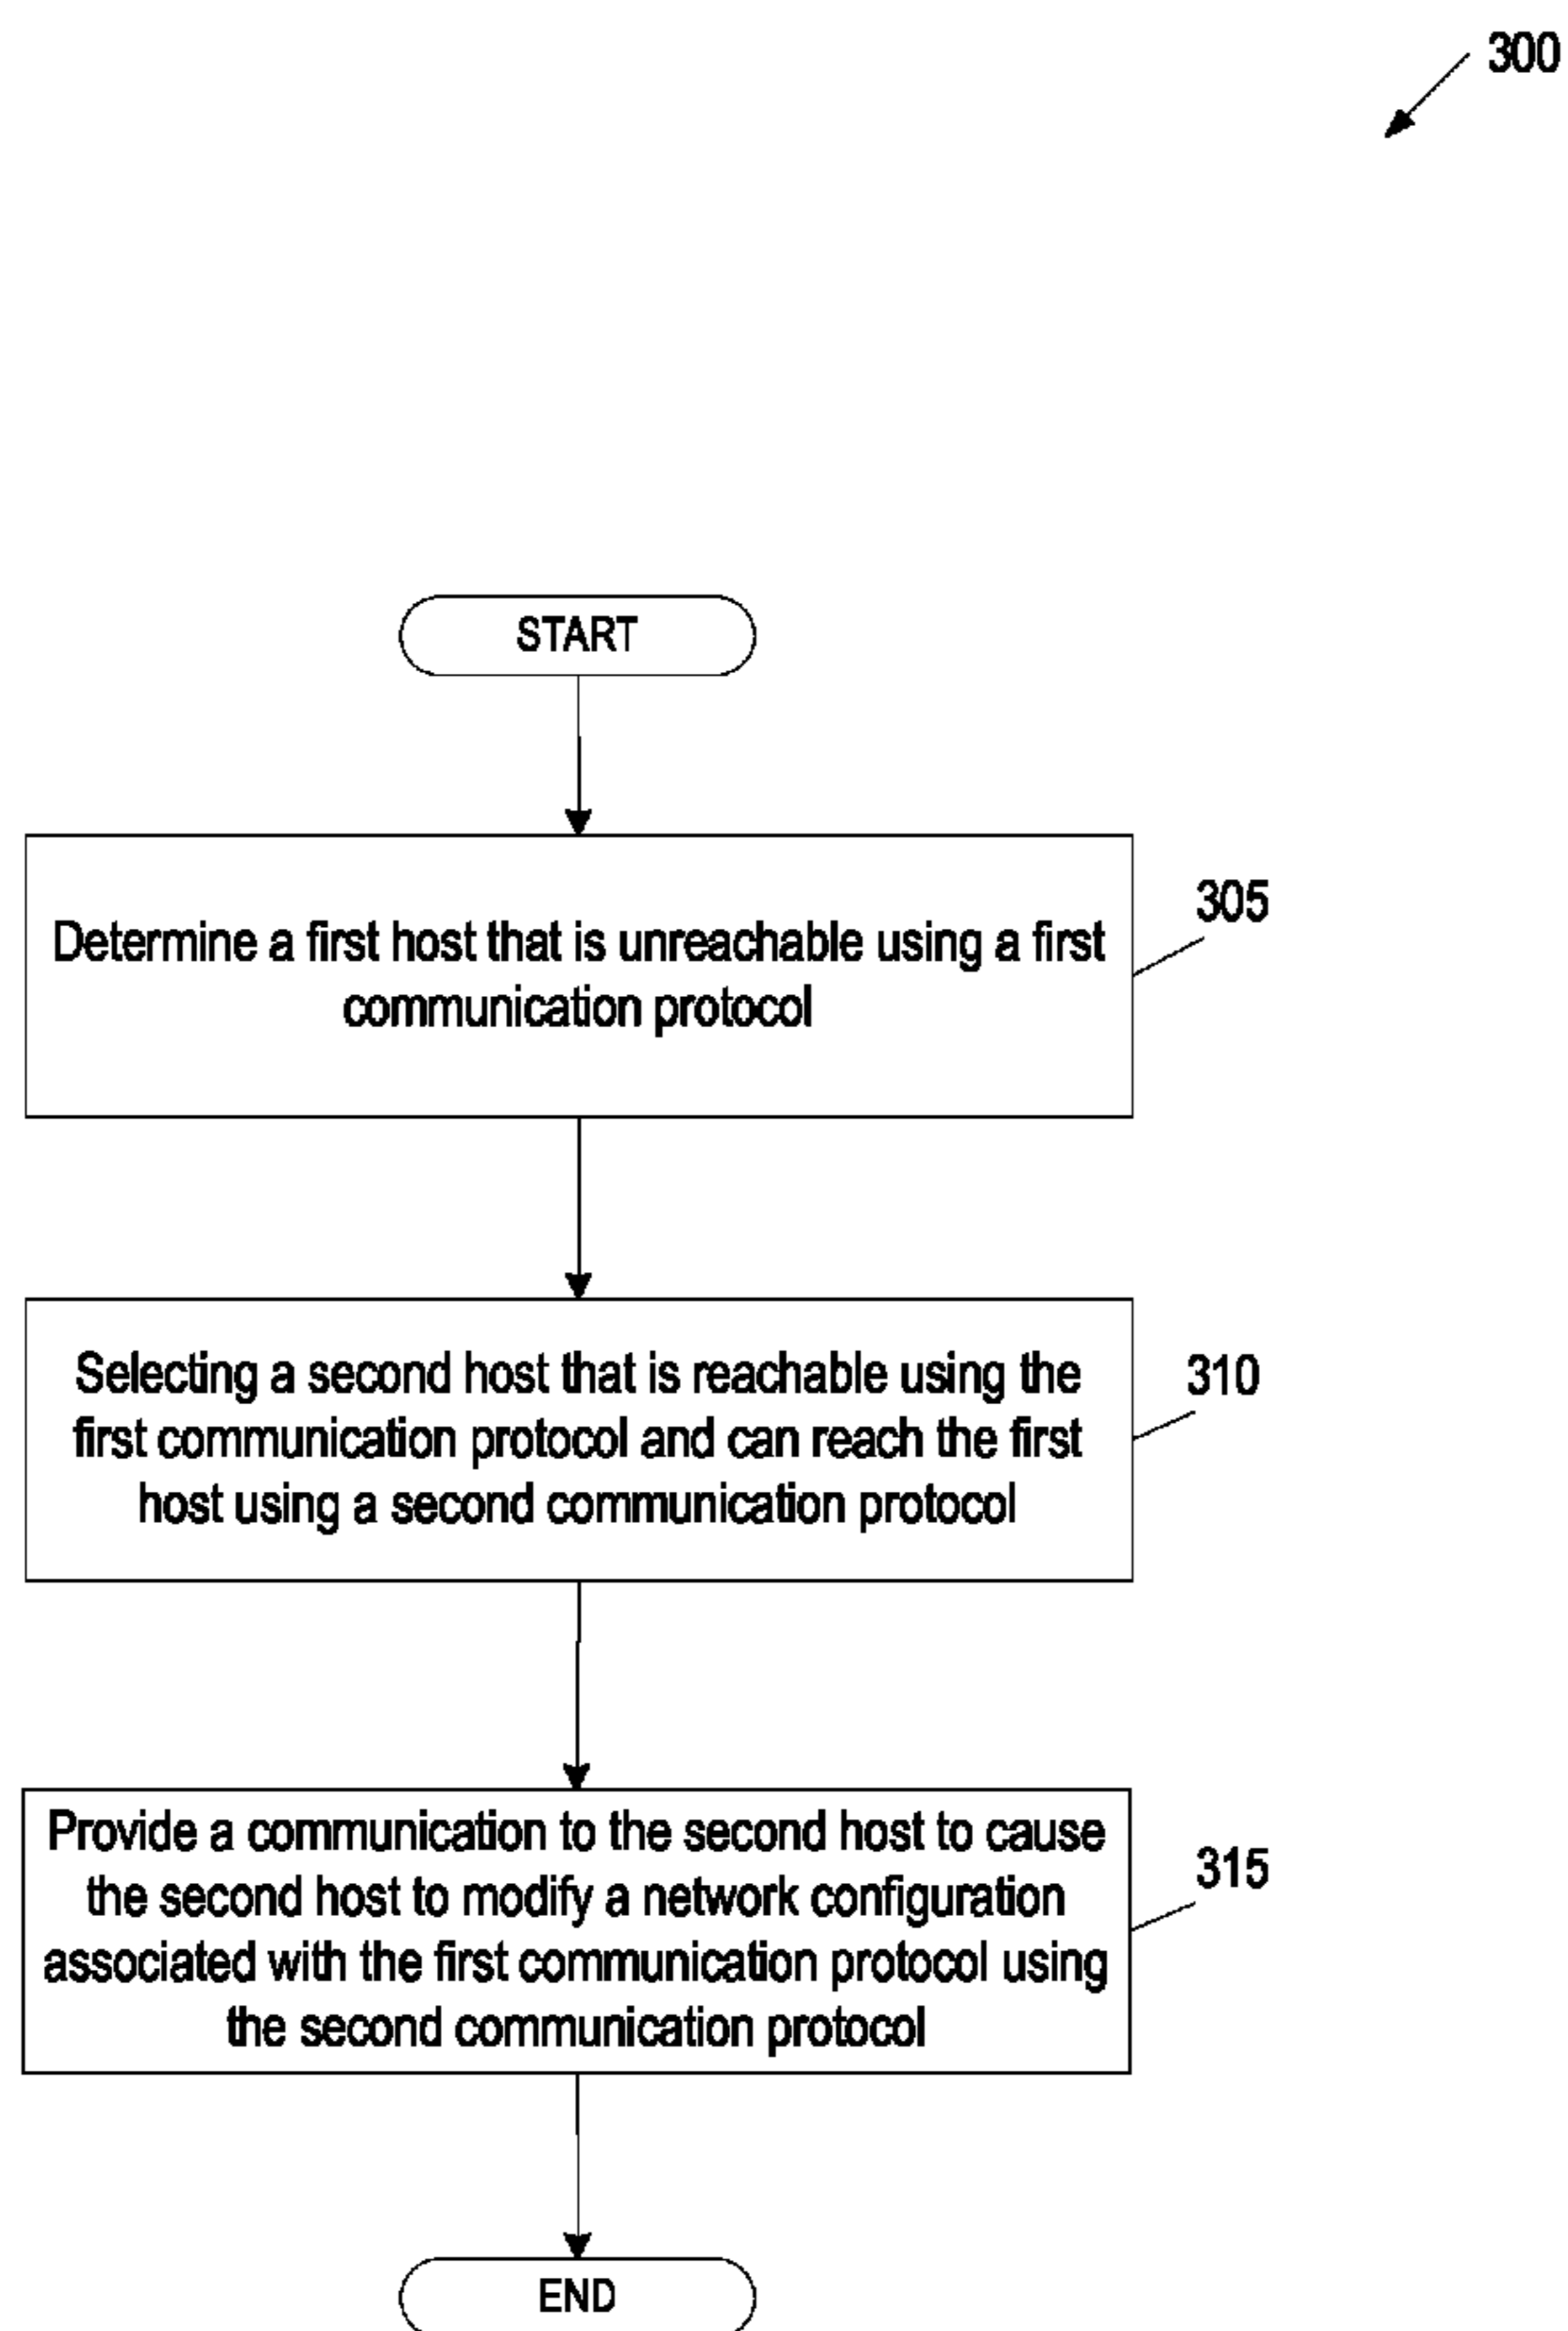 300
START
Determine a first host that is unreachable using a first
communication protocol
305
Selecting a second host that is reachable using the
first communication protocol and can reach the first
host using a second communication protocol
310
Provide a communication to the second host to cause
the second host to modify a network configuration
associated with the first communication protocol using
the second communication protocol
315
END